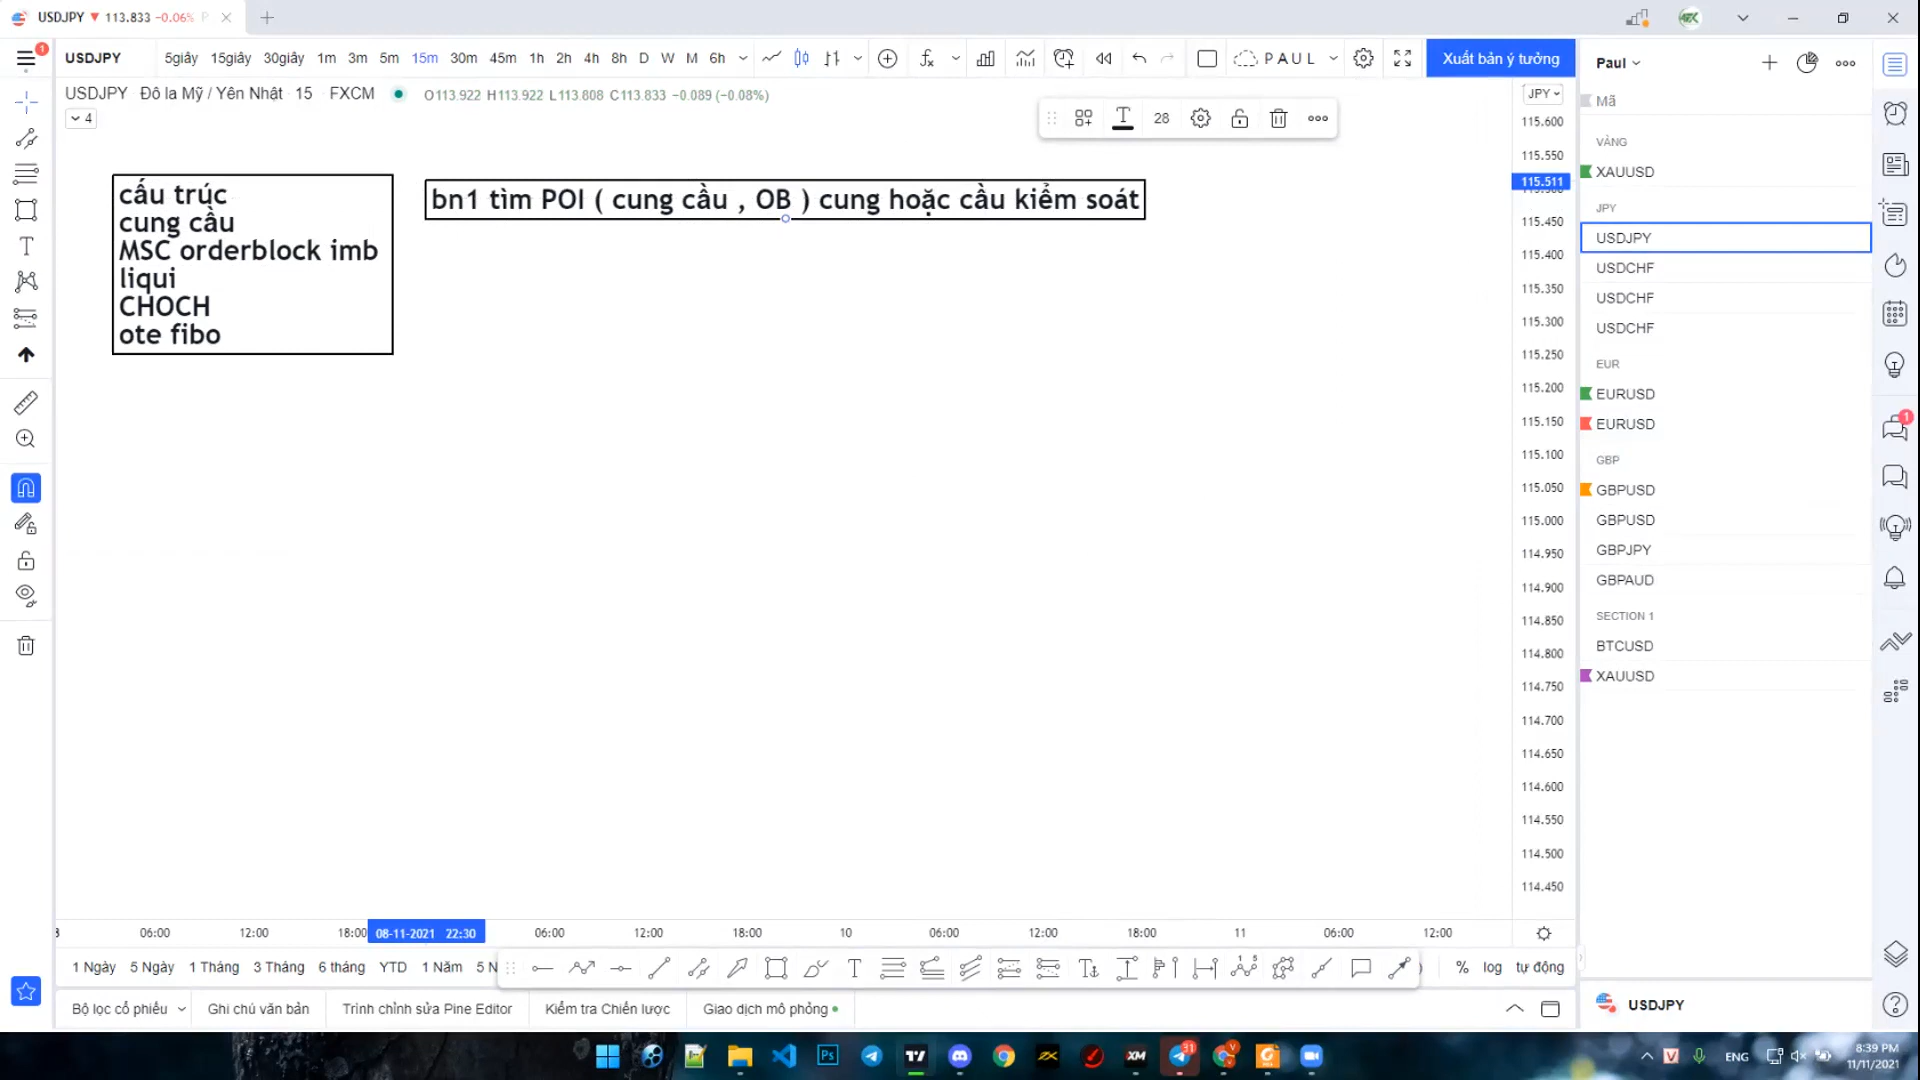 USDJPY ▼ 113.833 −0.06% P
USDJPY 5giây 15giây 30giây 1m 3m 5m 15m 30m 45m 1h 2h 4h 8h D W M 6h PAUL Xuất bản ý tưởng
USDJPY Đô la Mỹ / Yên Nhật 15 FXCM O113.922 H113.922 L113.808 C113.833 −0.089 (−0.08%)
4
28
cấu trúc
cung cầu
MSC orderblock imb
liqui
CHOCH
ote fibo
bn1 tìm POI ( cung cầu , OB ) cung hoặc cầu kiểm soát
JPY
115.600
115.550
115.511
115.450
115.400
115.350
115.300
115.250
115.200
115.150
115.100
115.050
115.000
114.950
114.900
114.850
114.800
114.750
114.700
114.650
114.600
114.550
114.500
114.450
Paul
Mã
VÀNG
XAUUSD
JPY
USDJPY
USDCHF
USDCHF
USDCHF
EUR
EURUSD
EURUSD
GBP
GBPUSD
GBPUSD
GBPJPY
GBPAUD
SECTION 1
BTCUSD
XAUUSD
USDJPY
1
1
06:00 12:00 18:00 08-11-2021 22:30 06:00 12:00 18:00 10 06:00 12:00 18:00 11 06:00 12:00
1 Ngày 5 Ngày 1 Tháng 3 Tháng 6 tháng YTD 1 Năm 5 N % log tự động
Bộ lọc cổ phiếu Ghi chú văn bản Trình chỉnh sửa Pine Editor Kiểm tra Chiến lược Giao dịch mô phỏng
Ps XM 31 V ENG 8:39 PM
11/11/2021